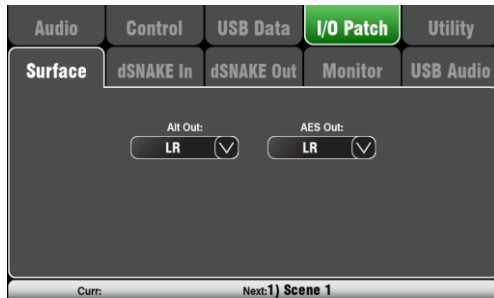 Audio Control USB Data I/O Patch Utility
Surface dSNAKE In dSNAKE Out Monitor USB Audio
Alt Out: AES Out:
LR LR
Curr: Next:1) Scene 1